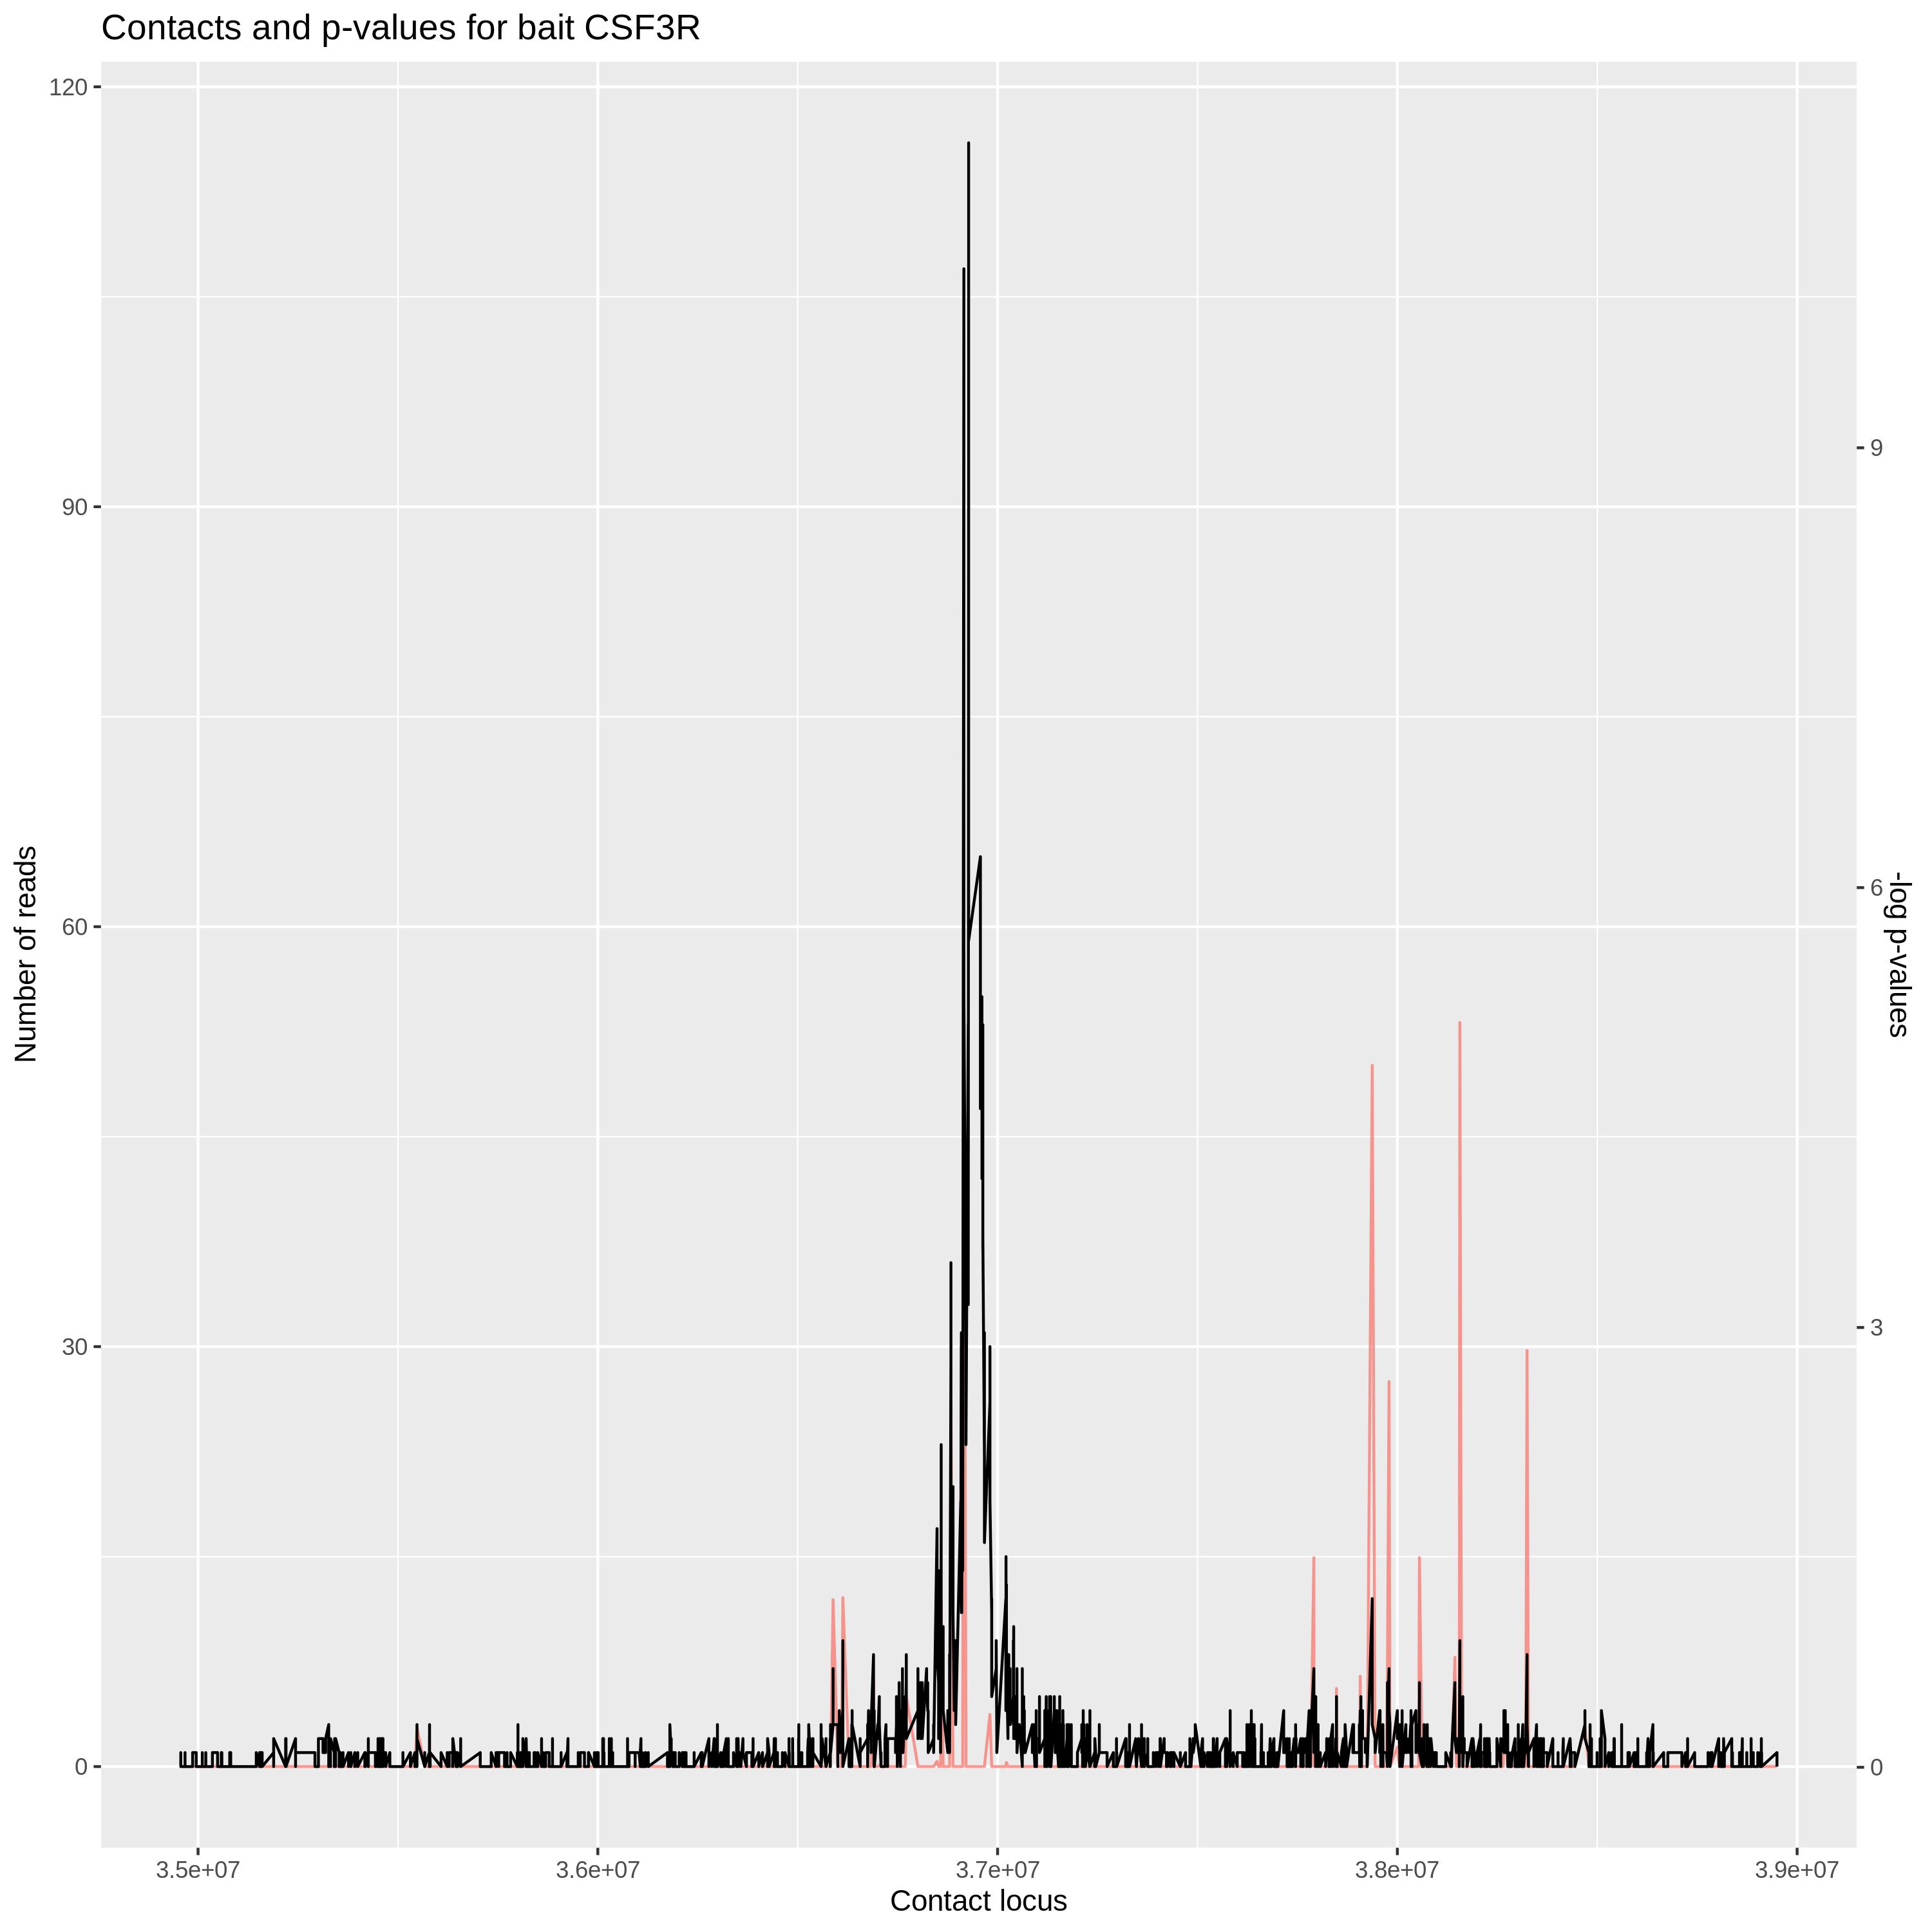 Contacts and p-values for bait CSF3R
120
90
60
30
0
Number of reads
9
6
3
0
-log p-values
3.5e+07 3.6e+07 3.7e+07 3.8e+07 3.9e+07
Contact locus